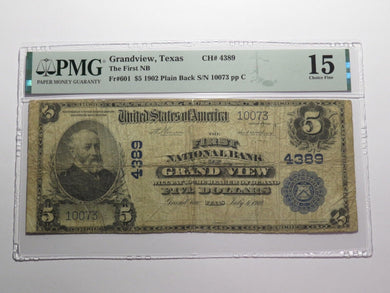 PMG
PAPER MONEY GUARANTY
Grandview, Texas CH# 4389
The First NB
Fr#601 $5 1902 Plain Back S/N 10073 pp C
15
Choice Fine
United States of America
10073
THE
5
4389
FIRST
NATIONAL BANK
4389
GRAND VIEW
FIVE DOLLARS
5
10073
TEXAS
5